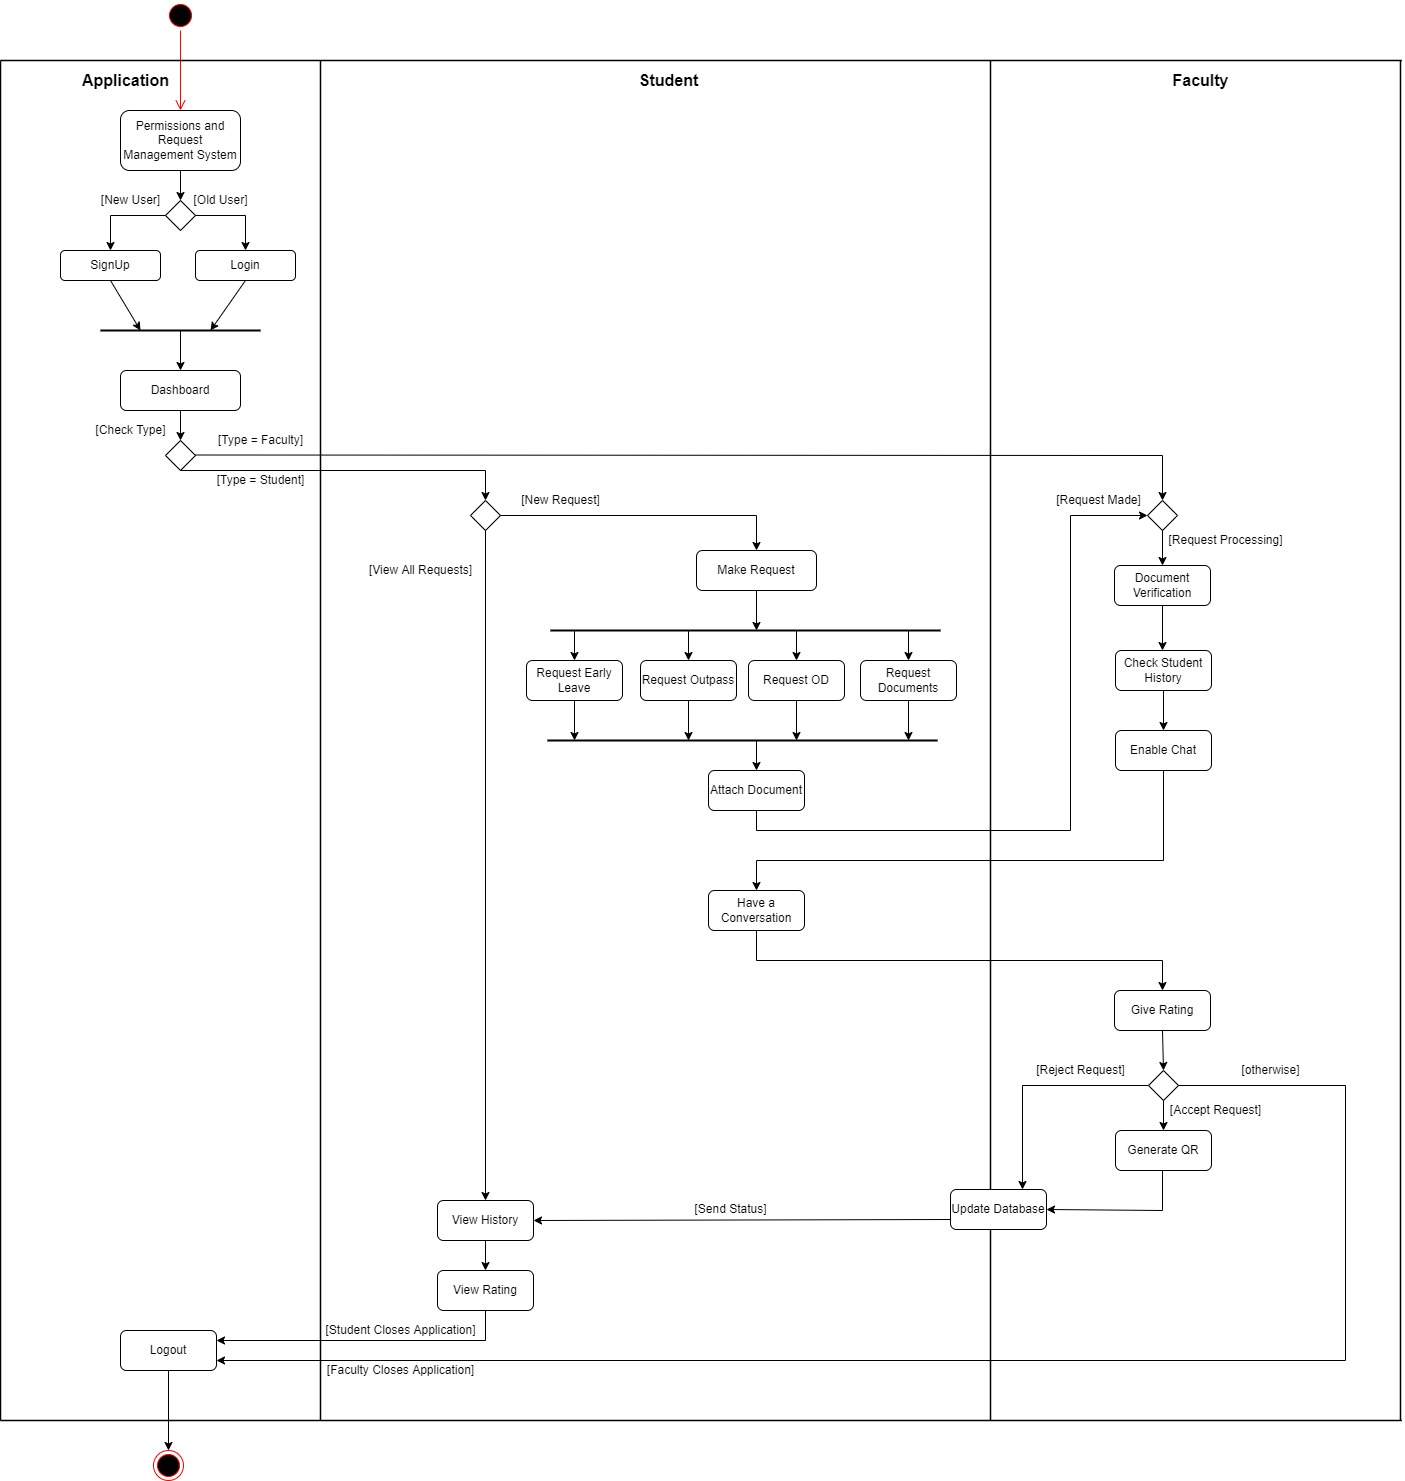 Application
Student
Faculty
Permissions and
Request
Management System
[New User]
[Old User]
SignUp
Login
Dashboard
[Check Type]
[Type = Faculty]
[Type = Student]
[New Request]
[Request Made]
[Request Processing]
[View All Requests]
Make Request
Document
Verification
Request Early
Leave
Request Outpass
Request OD
Request
Documents
Check Student
History
Enable Chat
Attach Document
Have a
Conversation
Give Rating
[Reject Request]
[otherwise]
[Accept Request]
Generate QR
Update Database
[Send Status]
View History
View Rating
[Student Closes Application]
Logout
[Faculty Closes Application]